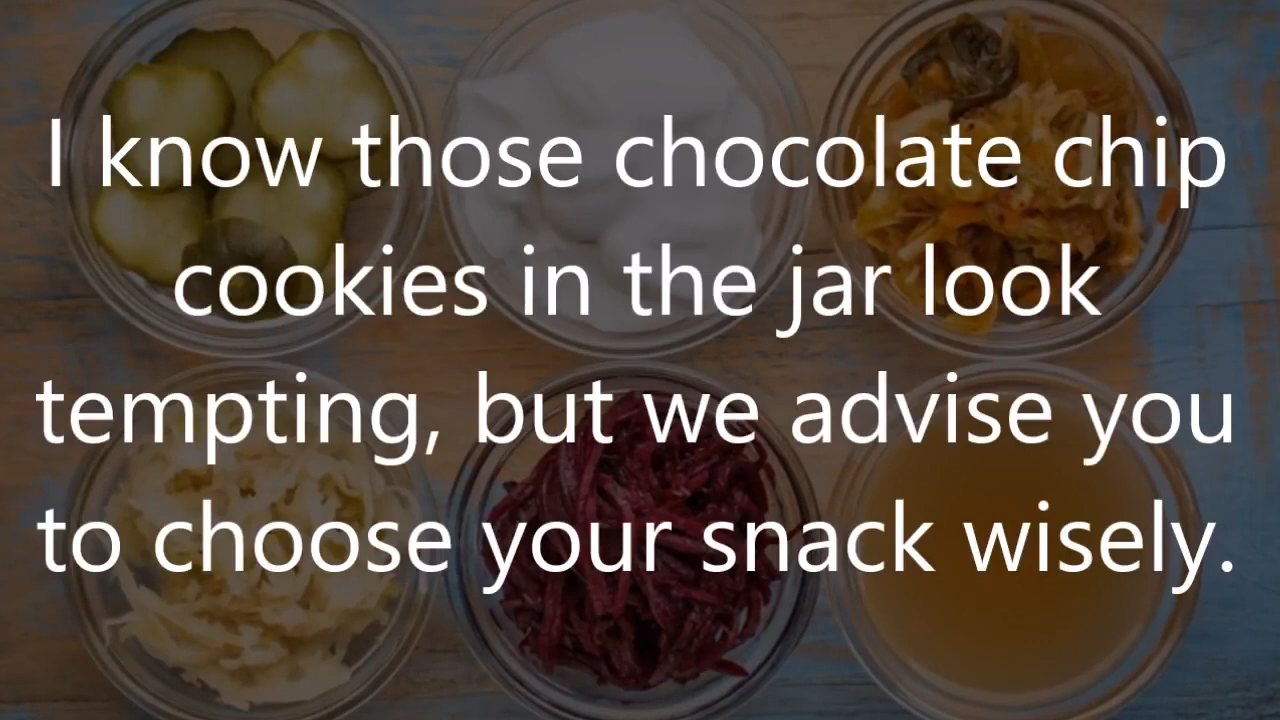 I know those chocolate chip
cookies in the jar look
tempting, but we advise you
to choose your snack wisely.